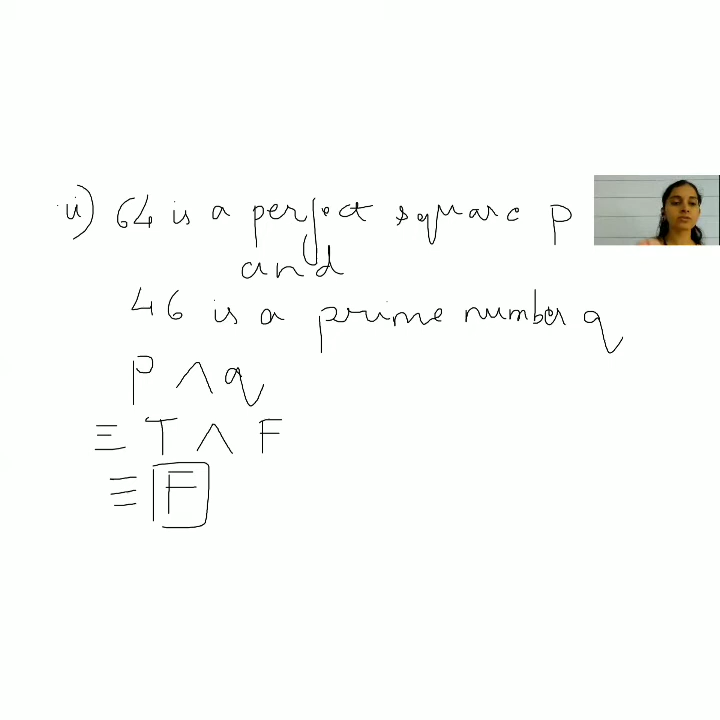 ii) 64 is a perfect square p
and
46 is a prime number q
p ∧ q
≡ T ∧ F
≡ F